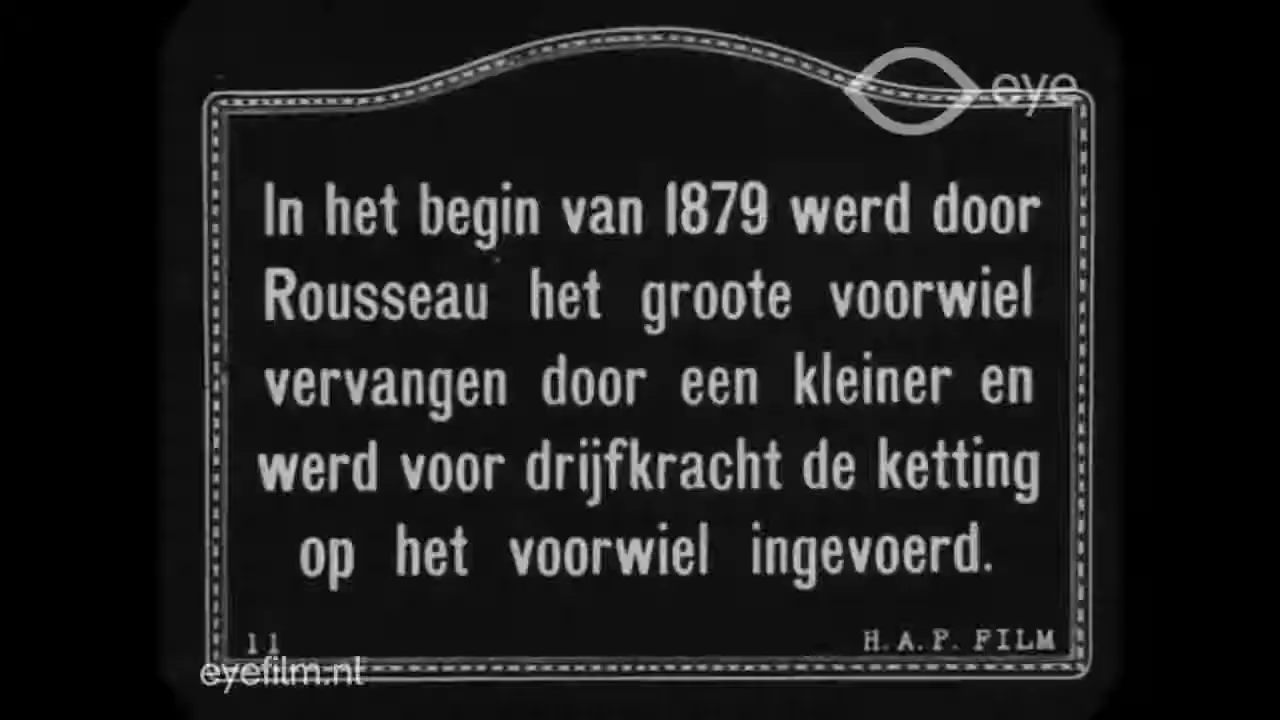 eye
In het begin van 1879 werd door
Rousseau het groote voorwiel
vervangen door een kleiner en
werd voor drijfkracht de ketting
op het voorwiel ingevoerd.
11
H.A.F. FILM
eyefilm.nl